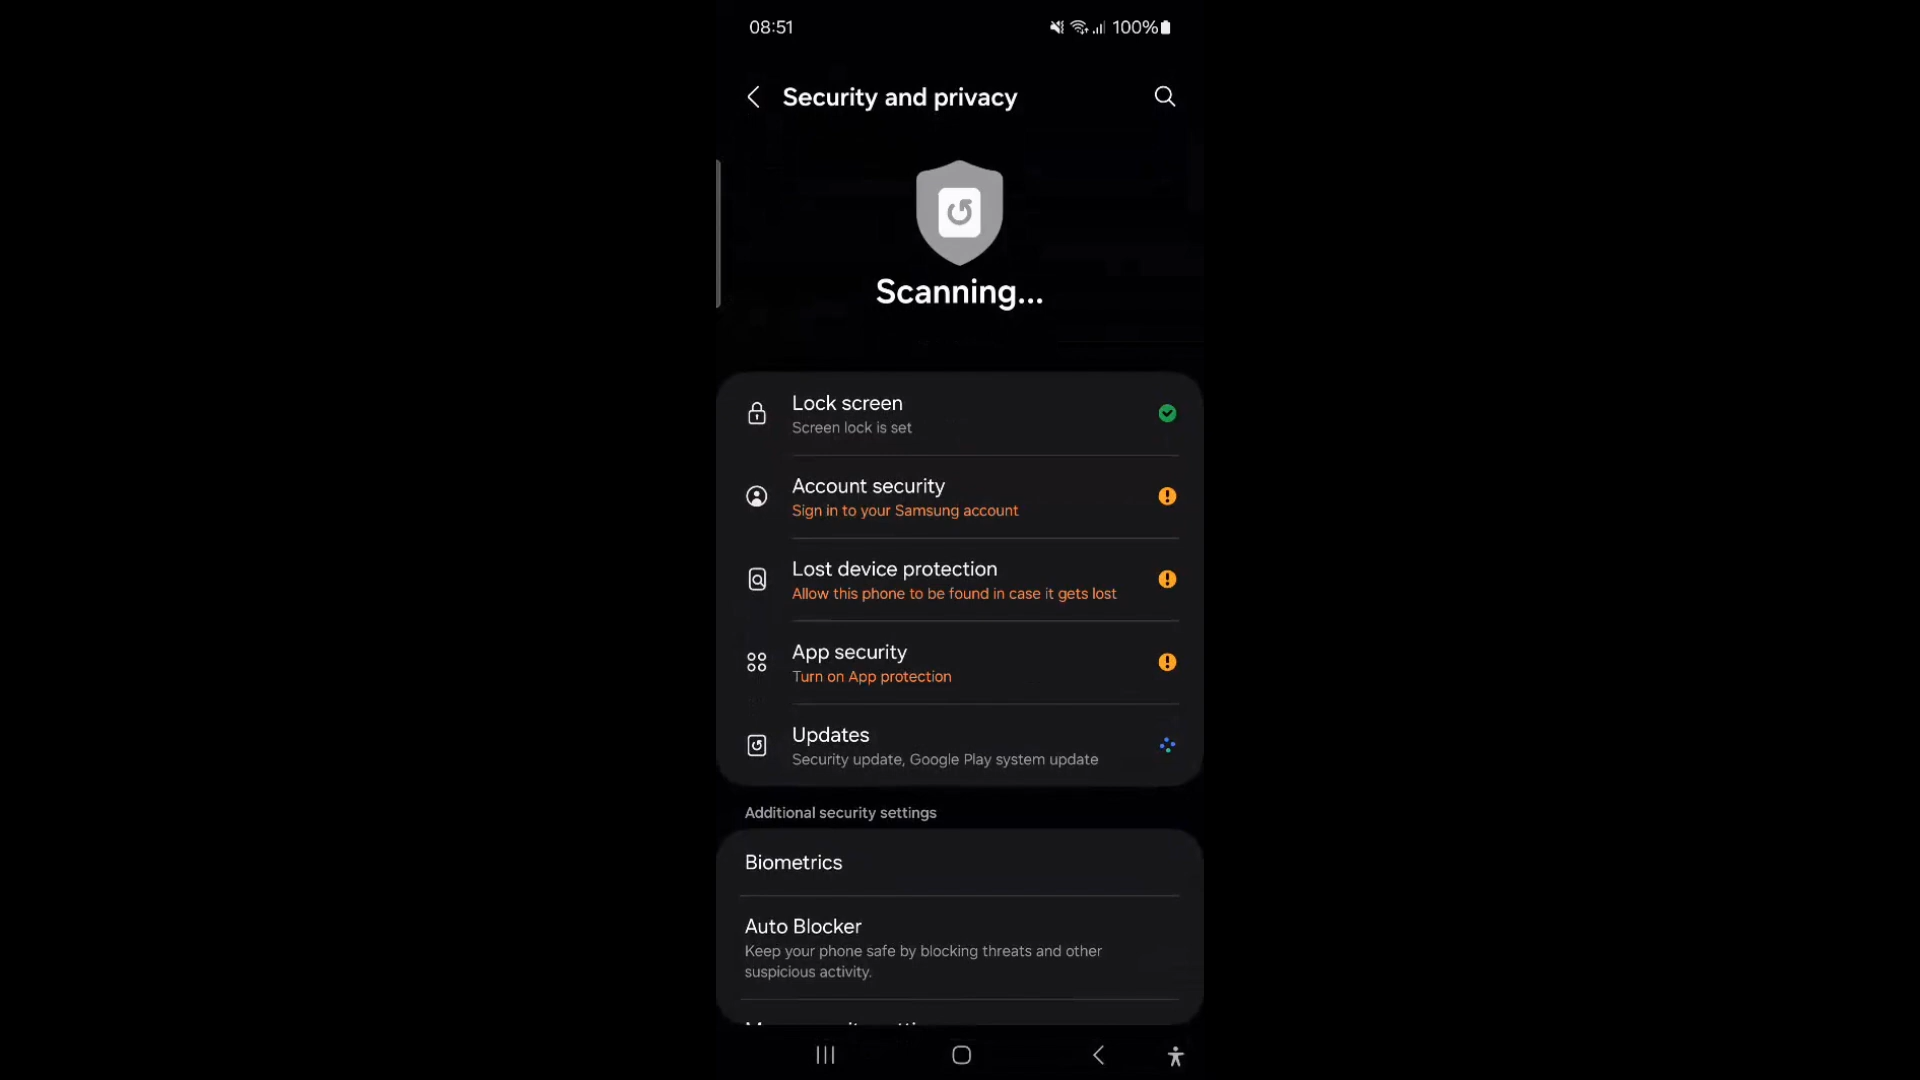 08:51
100%
Security and privacy
Scanning...
Lock screen
Screen lock is set
Account security
Sign in to your Samsung account
Lost device protection
Allow this phone to be found in case it gets lost
App security
Turn on App protection
Updates
Security update, Google Play system update
Additional security settings
Biometrics
Auto Blocker
Keep your phone safe by blocking threats and other
suspicious activity.